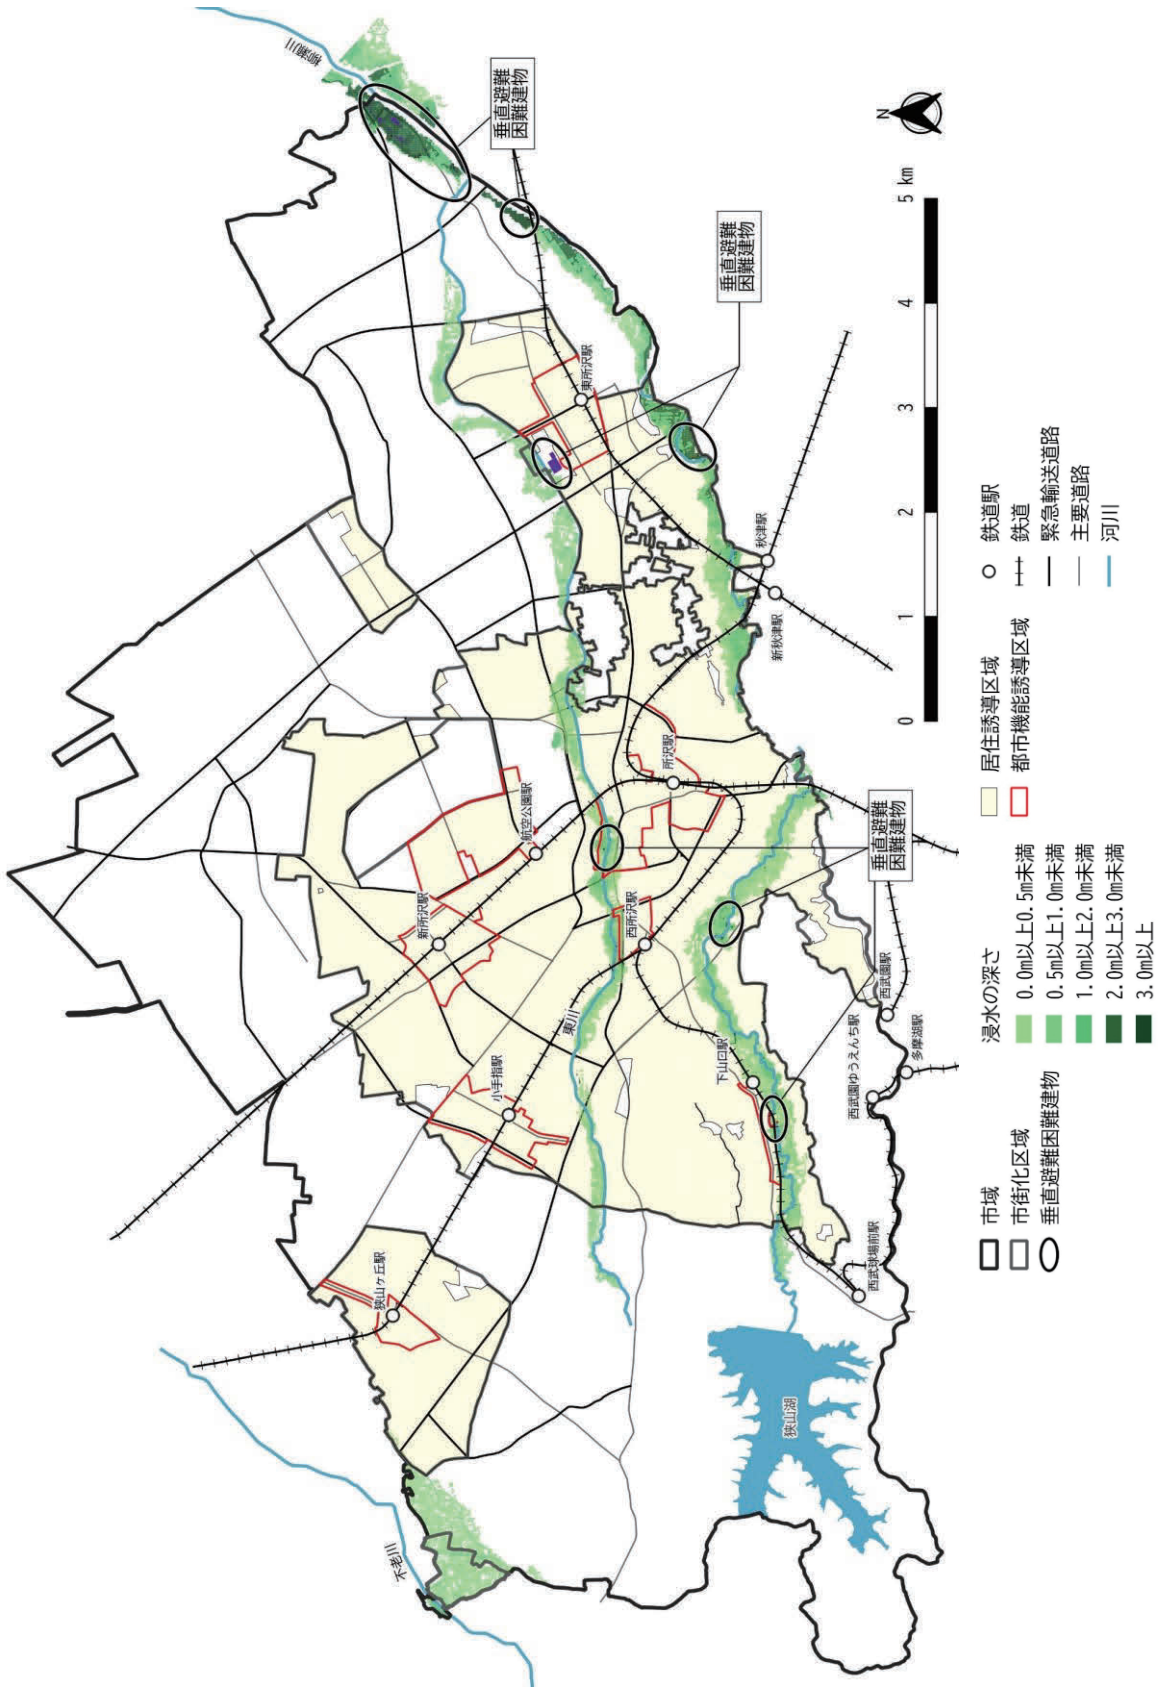 柳瀬川
垂直避難
困難建物
N
垂直避難
困難建物
東所沢駅
秋津駅
新秋津駅
所沢駅
航空公園駅
新所沢駅
西所沢駅
東川
小手指駅
下山口駅
垂直避難
困難建物
西武園駅
西武園ゆうえんち駅
多摩湖駅
西武球場前駅
狭山ヶ丘駅
狭山湖
不老川
0
1
2
3
4
5 km
市域
市街化区域
垂直避難困難建物
浸水の深さ
0.0m以上0.5m未満
0.5m以上1.0m未満
1.0m以上2.0m未満
2.0m以上3.0m未満
3.0m以上
居住誘導区域
都市機能誘導区域
鉄道駅
鉄道
緊急輸送道路
主要道路
河川